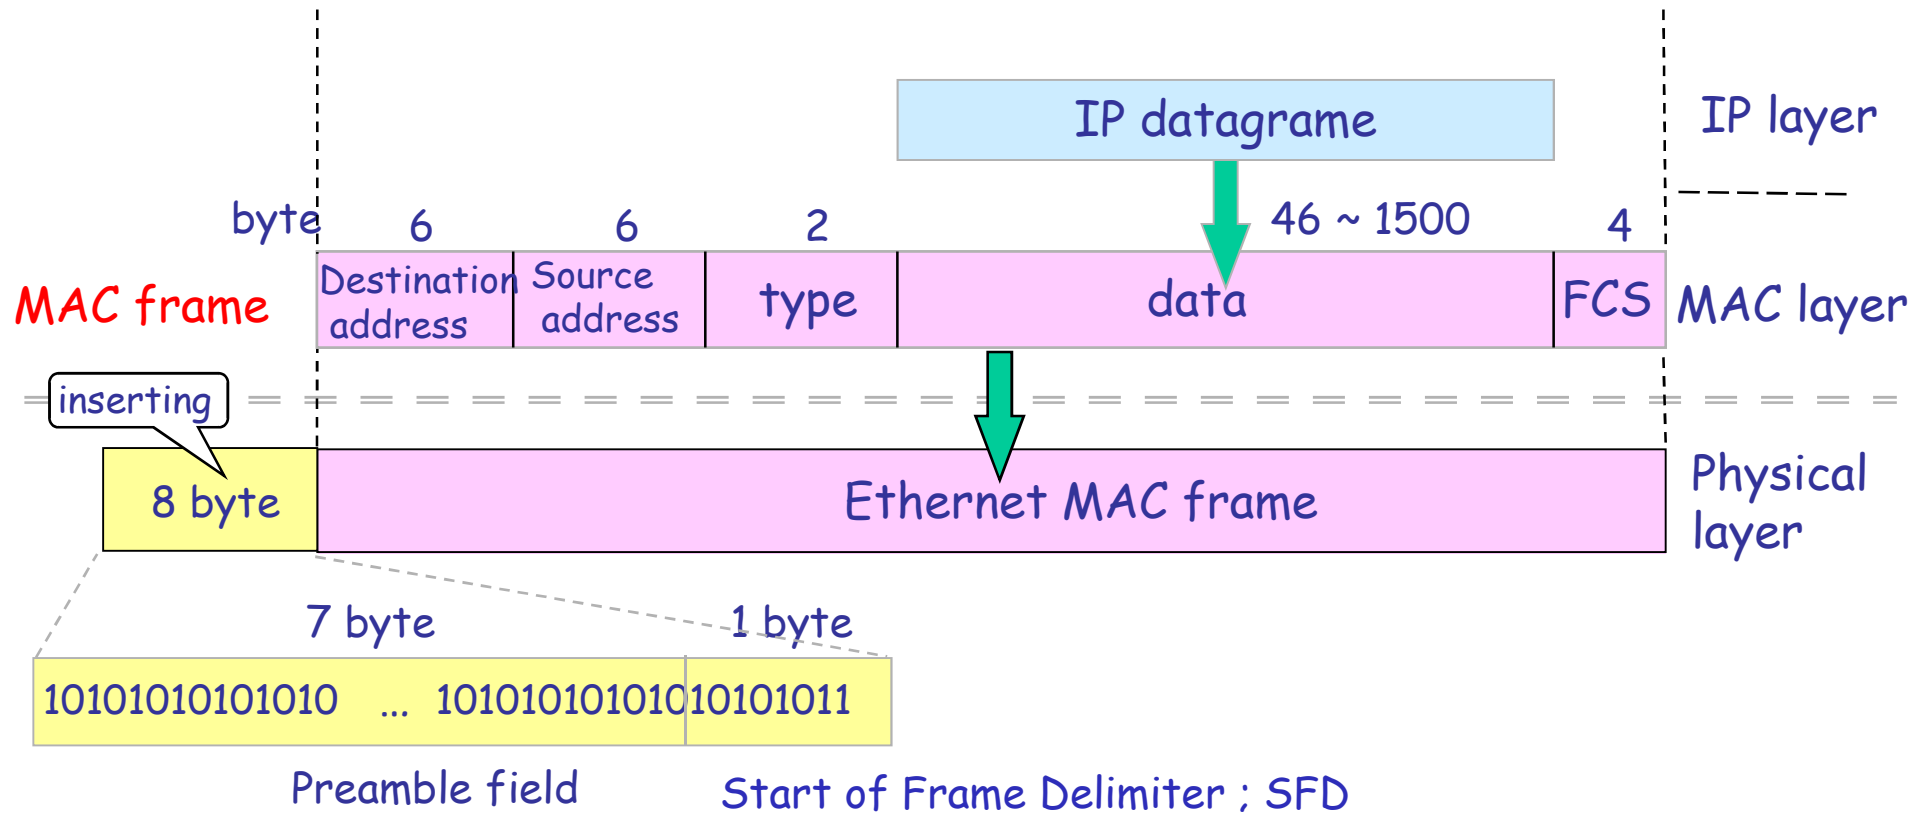 IP datagrame
IP layer
byte
6
6
2
46 ~ 1500
4
MAC frame
Destination
address
Source
address
type
data
FCS
MAC layer
inserting
8 byte
Ethernet MAC frame
Physical
layer
7 byte
1 byte
10101010101010 ... 1010101010101
10101011
Preamble field
Start of Frame Delimiter ; SFD